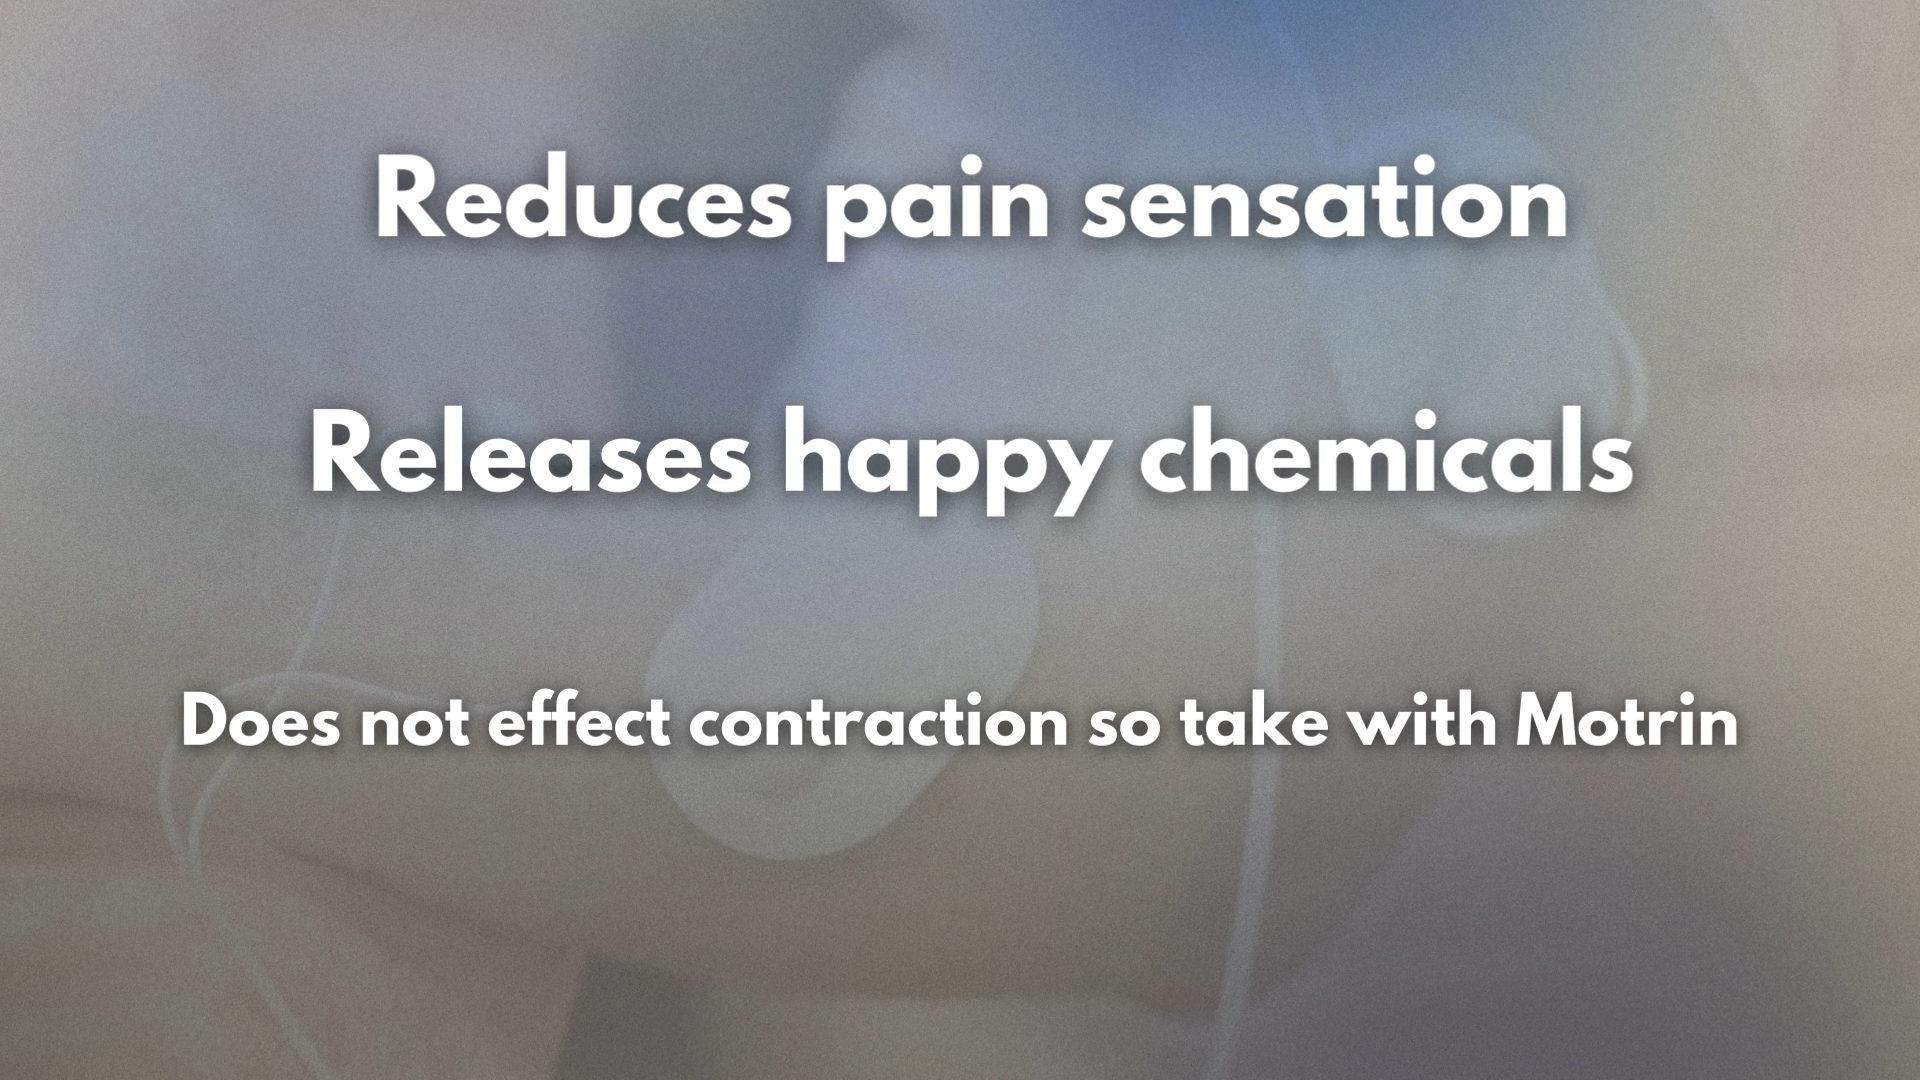 Reduces pain sensation
Releases happy chemicals
Does not effect contraction so take with Motrin